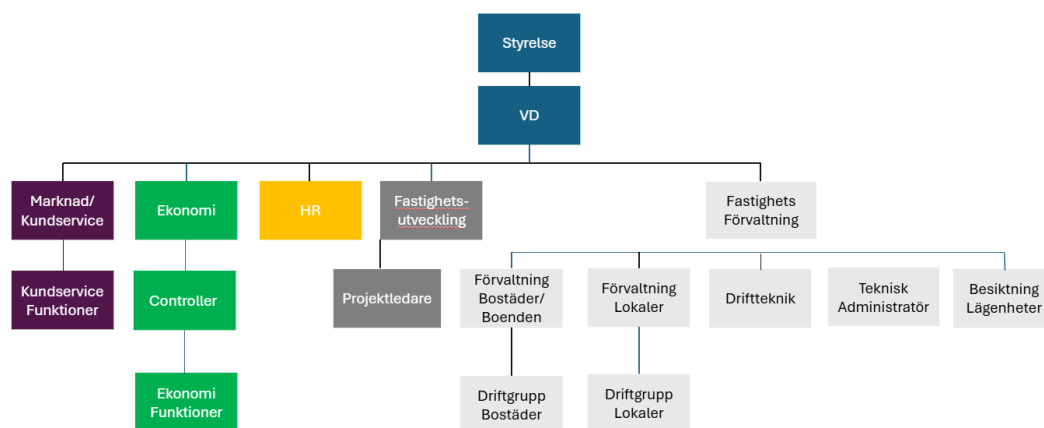 Styrelse
VD
Marknad/
Kundservice
Ekonomi
HR
Fastighets-
utveckling
Fastighets
Förvaltning
Kundservice
Funktioner
Controller
Projektledare
Förvaltning
Bostäder/
Boenden
Förvaltning
Lokaler
Driftteknik
Teknisk
Administratör
Besiktning
Lägenheter
Ekonomi
Funktioner
Driftgrupp
Bostäder
Driftgrupp
Lokaler